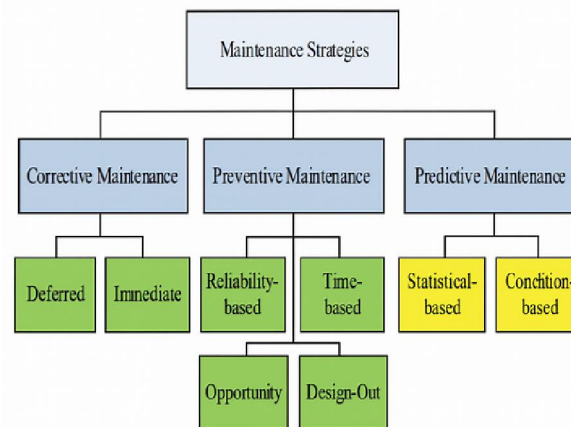 Maintenance Strategies
Corrective Maintenance
Preventive Maintenance
Predictive Maintenance
Deferred
Immediate
Reliability-
based
Time-
based
Statistical-
based
Condition-
based
Opportunity
Design-Out